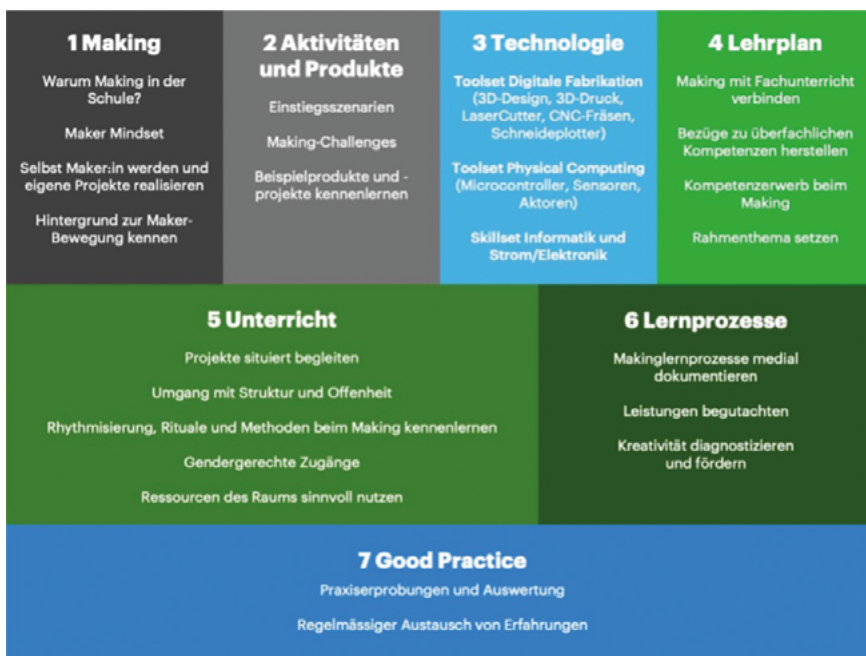 1 Making
Warum Making in der
Schule?
Maker Mindset
Selbst Maker:in werden und
eigene Projekte realisieren
Hintergrund zur Maker-
Bewegung kennen
2 Aktivitäten
und Produkte
Einstiegsszenarien
Making-Challenges
Beispielprodukte und -
projekte kennenlernen
3 Technologie
Toolset Digitale Fabrikation
(3D-Design, 3D-Druck,
LaserCutter, CNC-Fräsen,
Schneideplotter)
Toolset Physical Computing
(Microcontroller, Sensoren,
Aktoren)
Skillset Informatik und
Strom/Elektronik
4 Lehrplan
Making mit Fachunterricht
verbinden
Bezüge zu überfachlichen
Kompetenzen herstellen
Kompetenzerwerb beim
Making
Rahmenthema setzen
5 Unterricht
Projekte situiert begleiten
Umgang mit Struktur und Offenheit
Rhythmisierung, Rituale und Methoden beim Making kennenlernen
Gendergerechte Zugänge
Ressourcen des Raums sinnvoll nutzen
6 Lernprozesse
Makinglernprozesse medial
dokumentieren
Leistungen begutachten
Kreativität diagnostizieren
und fördern
7 Good Practice
Praxiserprobungen und Auswertung
Regelmässiger Austausch von Erfahrungen